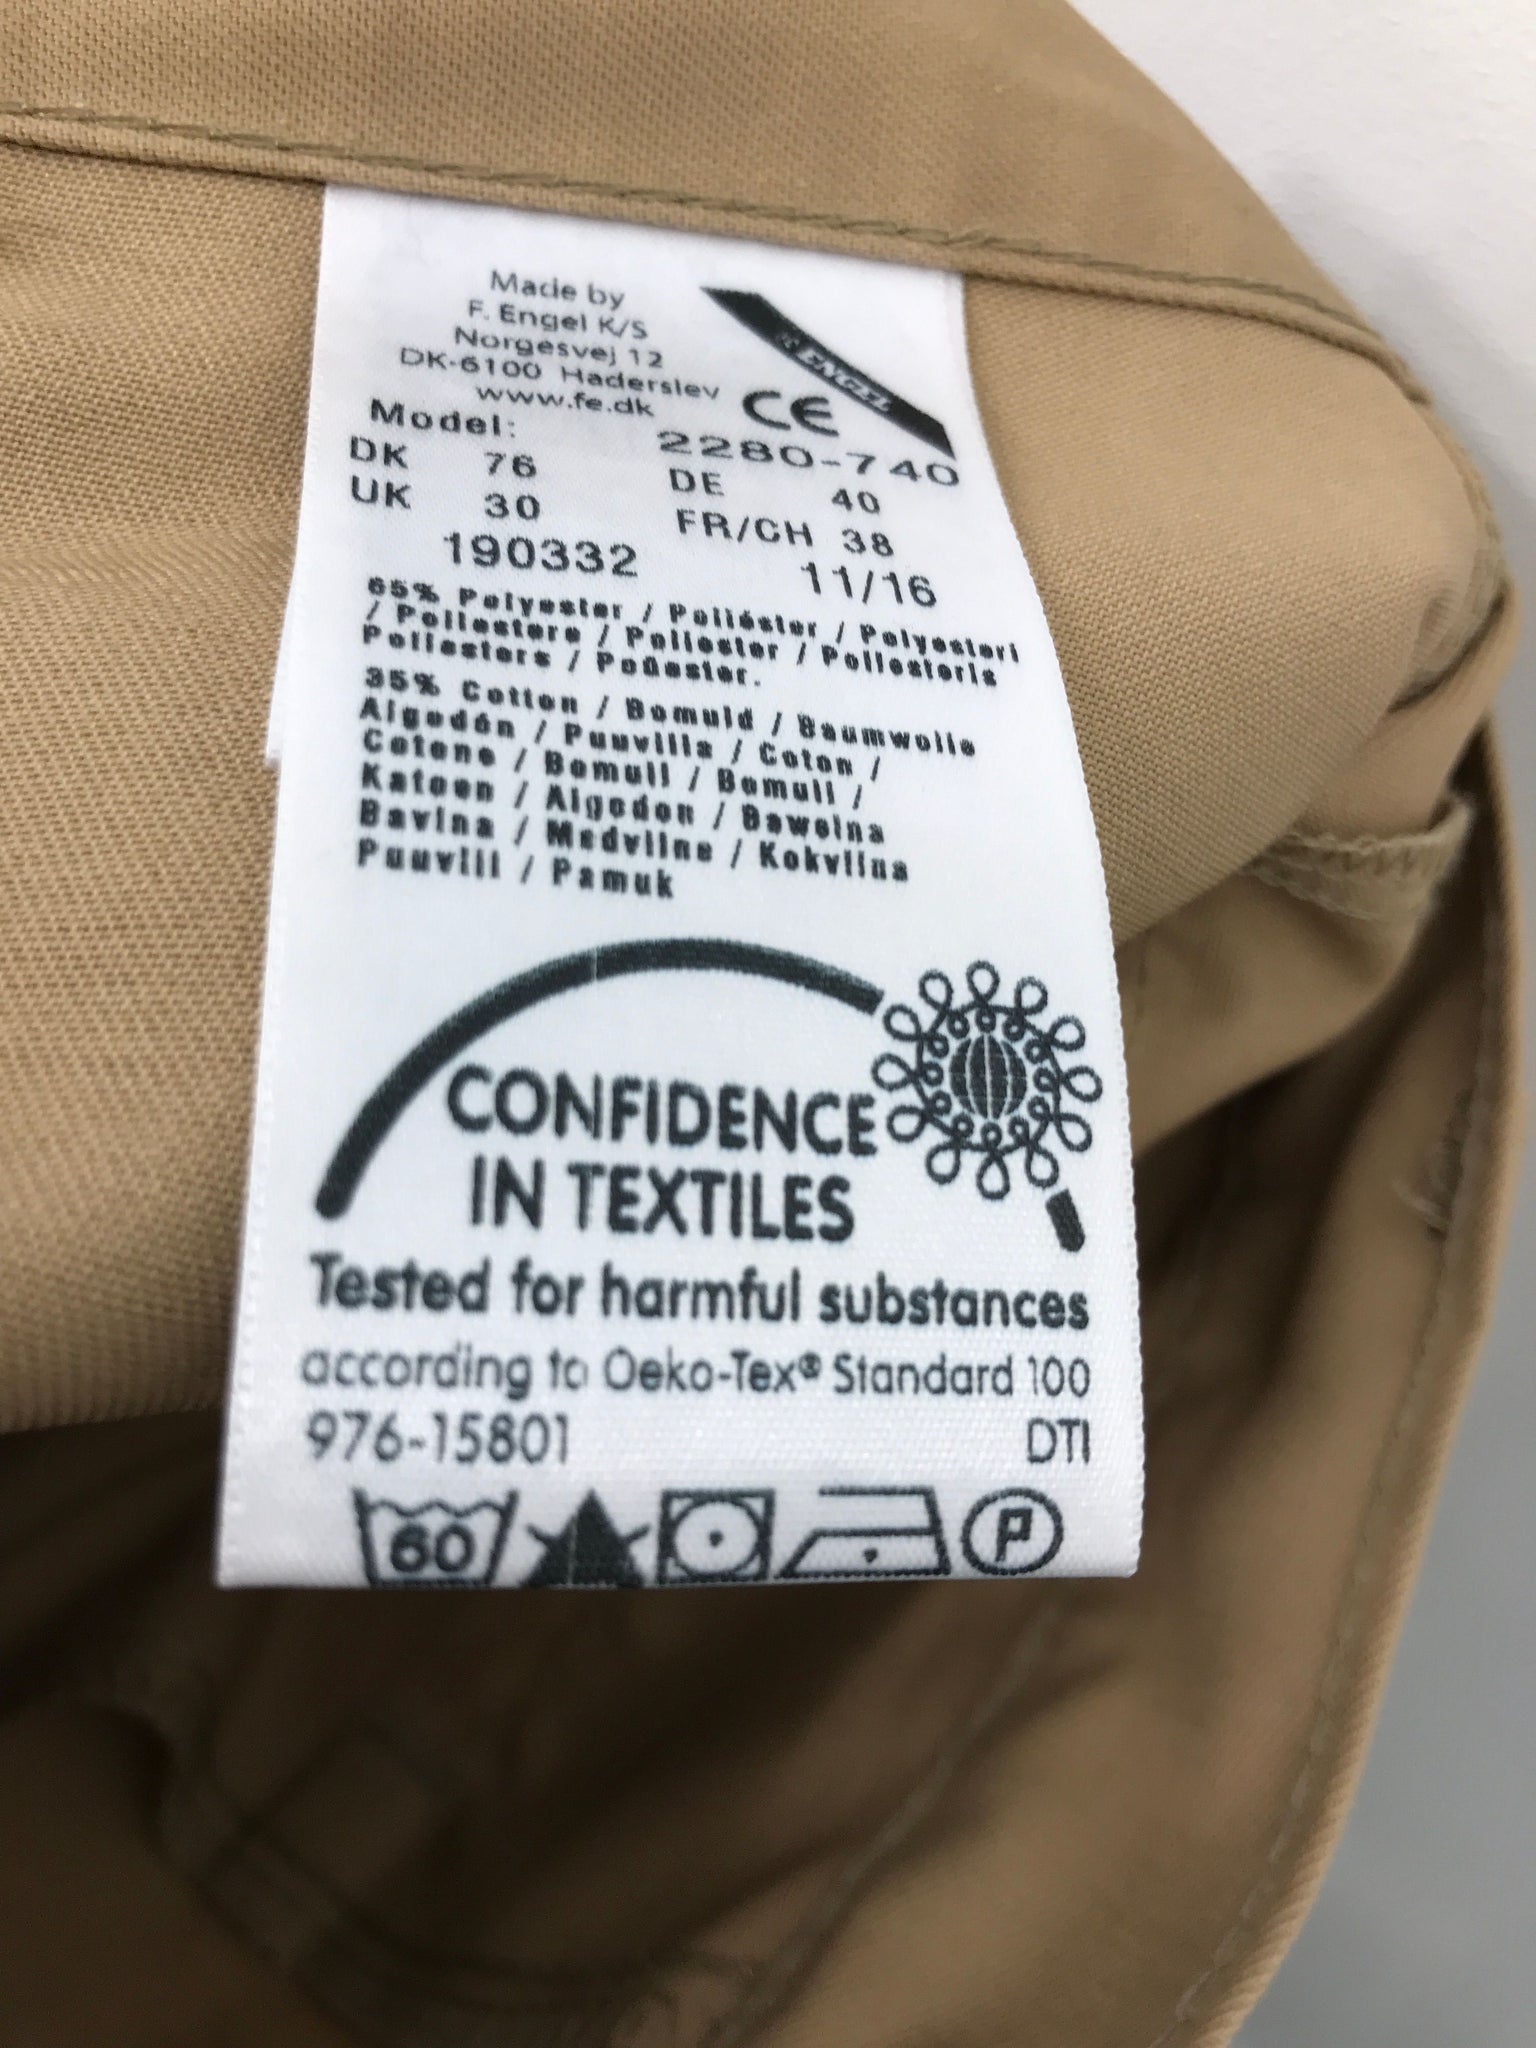 Made by
F. Engel K/S
Norgesvej 12
DK-6100 Haderslev
www.fe.dk
F. ENGEL
CE
Model: 2280-740
DK 76 DE 40
UK 30 FR/CH 38
190332 11/16
65% Polyester / Poliéster / Polyesteri
/ Poliestere / Poliester / Poliesteris
Poliesters / Polüester.
35% Cotton / Bomuld / Baumwolle
Algodón / Puuvilla / Coton /
Cotone / Bomull / Bomull /
Katoen / Algodon / Bawelna
Bavlna / Medvilne / Kokvilna
Puuvill / Pamuk
CONFIDENCE
IN TEXTILES
Tested for harmful substances
according to Oeko-Tex® Standard 100
976-15801 DTI
60 P